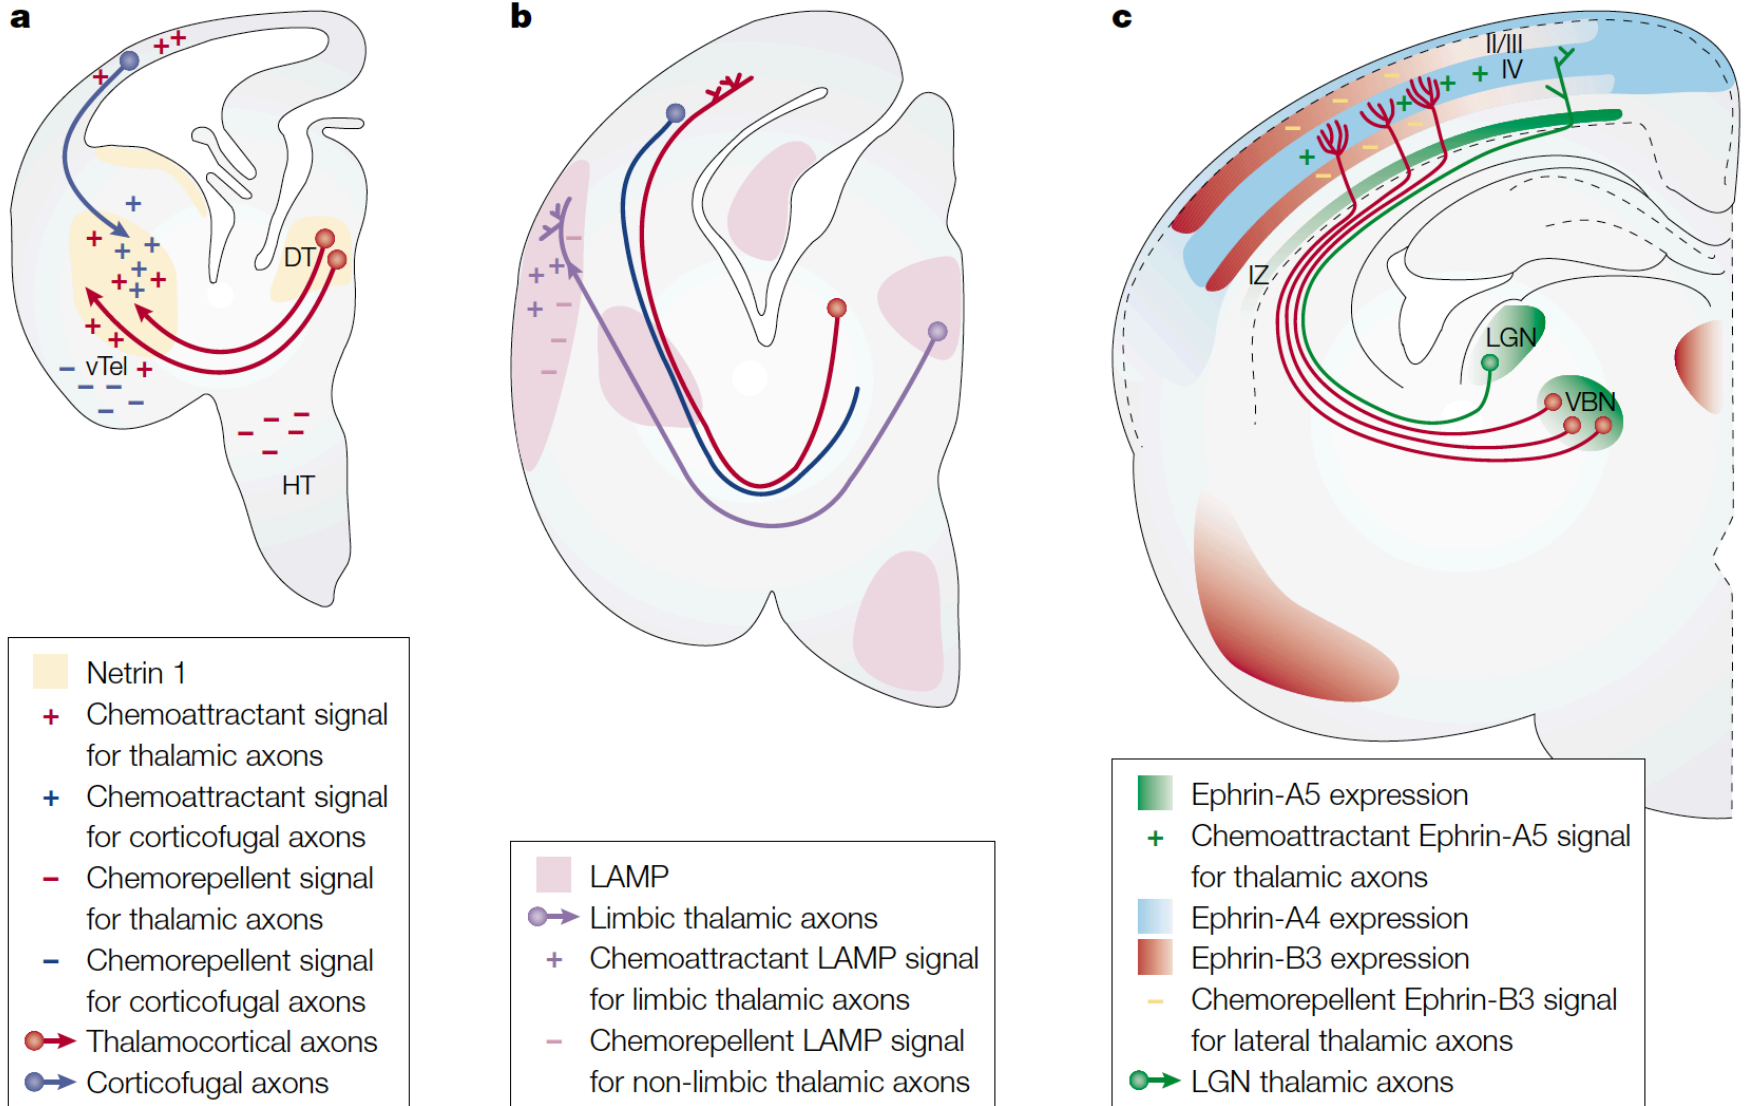 a
++
+
+
DT
+
+
+
+
+
+
+
+
+
vTel
+
−
− −
−
−
−
−
−
−
−
HT
Netrin 1
+ Chemoattractant signal
for thalamic axons
+ Chemoattractant signal
for corticofugal axons
− Chemorepellent signal
for thalamic axons
− Chemorepellent signal
for corticofugal axons
Thalamocortical axons
Corticofugal axons
b
−
+ +
+ −
−
−
LAMP
Limbic thalamic axons
+ Chemoattractant LAMP signal
for limbic thalamic axons
− Chemorepellent LAMP signal
for non-limbic thalamic axons
c
II/III
IV
− + +
− + −
−
+ −
−
IZ
LGN
VBN
Ephrin-A5 expression
+ Chemoattractant Ephrin-A5 signal
for thalamic axons
Ephrin-A4 expression
Ephrin-B3 expression
− Chemorepellent Ephrin-B3 signal
for lateral thalamic axons
LGN thalamic axons